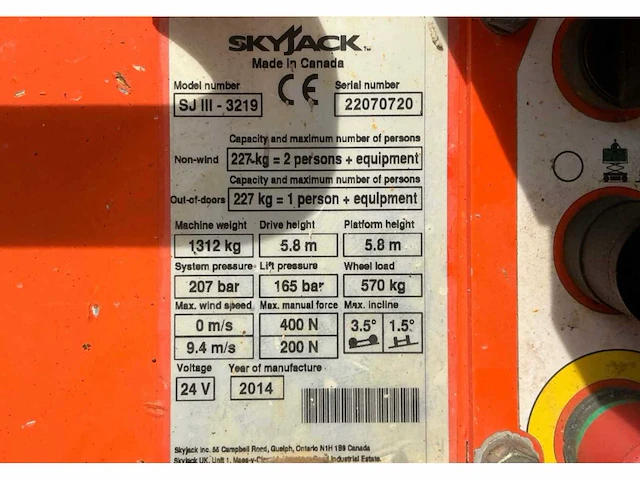 SKYJACK™
Made in Canada
CE
Model number Serial number
SJ III - 3219 22070720
Capacity and maximum number of persons
Non-wind 227 kg = 2 persons + equipment
Capacity and maximum number of persons
Out-of-doors 227 kg = 1 person + equipment
Machine weight Drive height Platform height
1312 kg 5.8 m 5.8 m
System pressure Lift pressure Wheel load
207 bar 165 bar 570 kg
Max. wind speed Max. manual force Max. incline
0 m/s 400 N 3.5° 1.5°
9.4 m/s 200 N
Voltage Year of manufacture
24 V 2014
Skyjack Inc. 55 Campbell Road, Guelph, Ontario N1H 1B9 Canada
Skyjack UK, Unit 1, Industrial Estate.